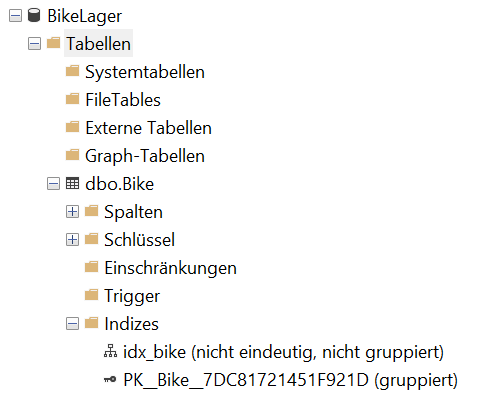 BikeLager
Tabellen
Systemtabellen
FileTables
Externe Tabellen
Graph-Tabellen
dbo.Bike
Spalten
Schlüssel
Einschränkungen
Trigger
Indizes
idx_bike (nicht eindeutig, nicht gruppiert)
PK__Bike__7DC81721451F921D (gruppiert)